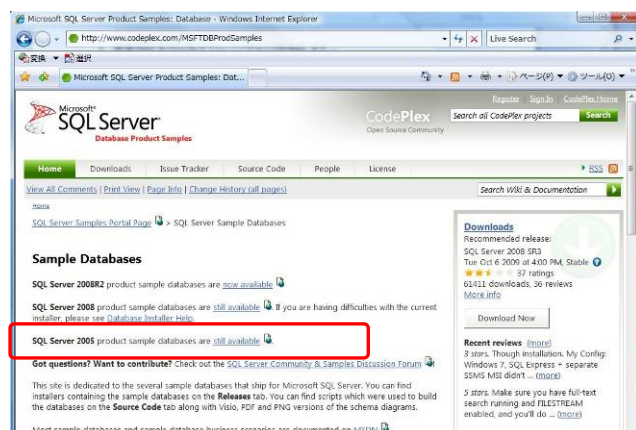 Microsoft SQL Server Product Samples: Database - Windows Internet Explorer
http://www.codeplex.com/MSFTDBProdSamples
Live Search
変換 選択
Microsoft SQL Server Product Samples: Dat...
ページ(P) ツール(O)
Register | Sign In | CodePlex Home
Microsoft
SQL Server
Database Product Samples
CodePlex
Open Source Community
Search all CodePlex projects
Search
Home Downloads Issue Tracker Source Code People License
RSS
View All Comments | Print View | Page Info | Change History (all pages)
Search Wiki & Documentation
Home
SQL Server Samples Portal Page > SQL Server Sample Databases
Sample Databases
SQL Server 2008R2 product sample databases are now available
SQL Server 2008 product sample databases are still available . If you are having difficulties with the current
installer, please see Database Installer Help.
SQL Server 2005 product sample databases are still available .
Got questions? Want to contribute? Check out the SQL Server Community & Samples Discussion Forum !
This site is dedicated to the several sample databases that ship for Microsoft SQL Server. You can find
installers containing the sample databases on the Releases tab. You can find scripts which were used to build
the databases on the Source Code tab along with Visio, PDF and PNG versions of the schema diagrams.
Most sample databases and sample database business scenarios are documented on MSDN
Downloads
Recommended release:
SQL Server 2008 SR3
Tue Oct 6 2009 at 4:00 PM, Stable
37 ratings
61411 downloads, 36 reviews
More info
Download Now
Recent reviews (more)
3 stars. Though installation. My Config:
Windows 7, SQL Express + separate
SSMS MSI didn't ... (more)
5 stars. Make sure you have full-text
search running and FILESTREAM
enabled, and you'll do ... (more)